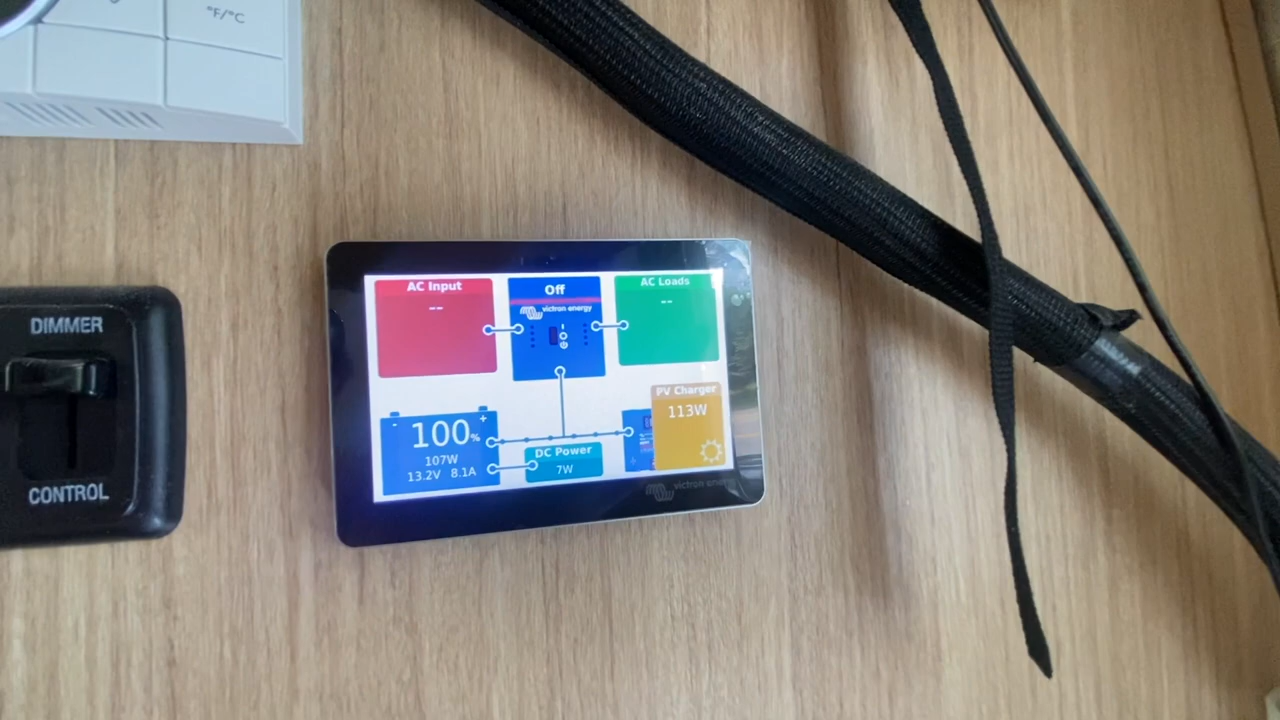 °F/°C
DIMMER
CONTROL
AC Input
--
Off
victron energy
AC Loads
--
100%
107W
13.2V 8.1A
DC Power
7W
PV Charger
113W
victron energy